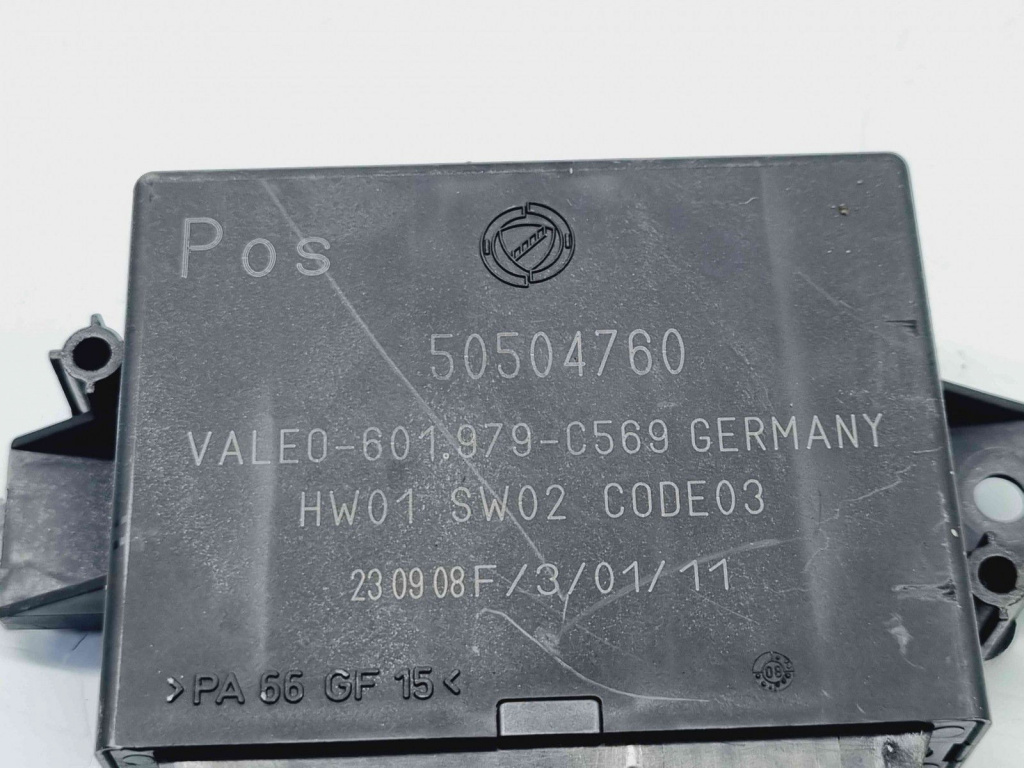 Pos
50504760
VALEO-601.979-C569 GERMANY
HW01 SW02 CODE03
23 09 08 F/3/01/11
>PA 66 GF 15<
08